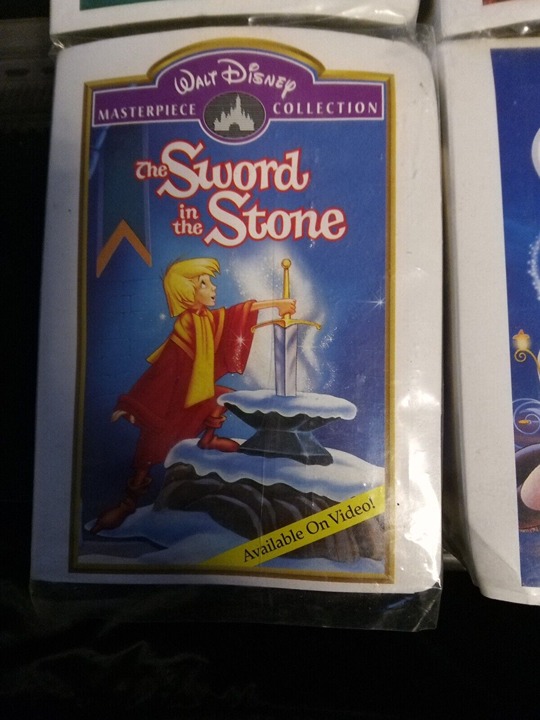 WALT DISNEY
MASTERPIECE COLLECTION
The Sword
in the Stone
Available On Video!